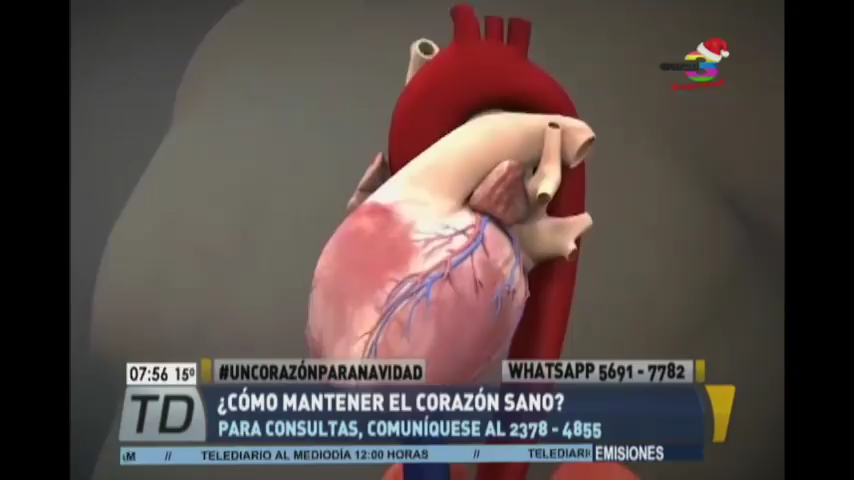 3
07:56 15º
#UNCORAZÓNPARANAVIDAD
WHATSAPP 5691 - 7782
TD
¿CÓMO MANTENER EL CORAZÓN SANO?
PARA CONSULTAS, COMUNÍQUESE AL 2378 - 4855
M // TELEDIARIO AL MEDIODÍA 12:00 HORAS // TELEDIARI
EMISIONES